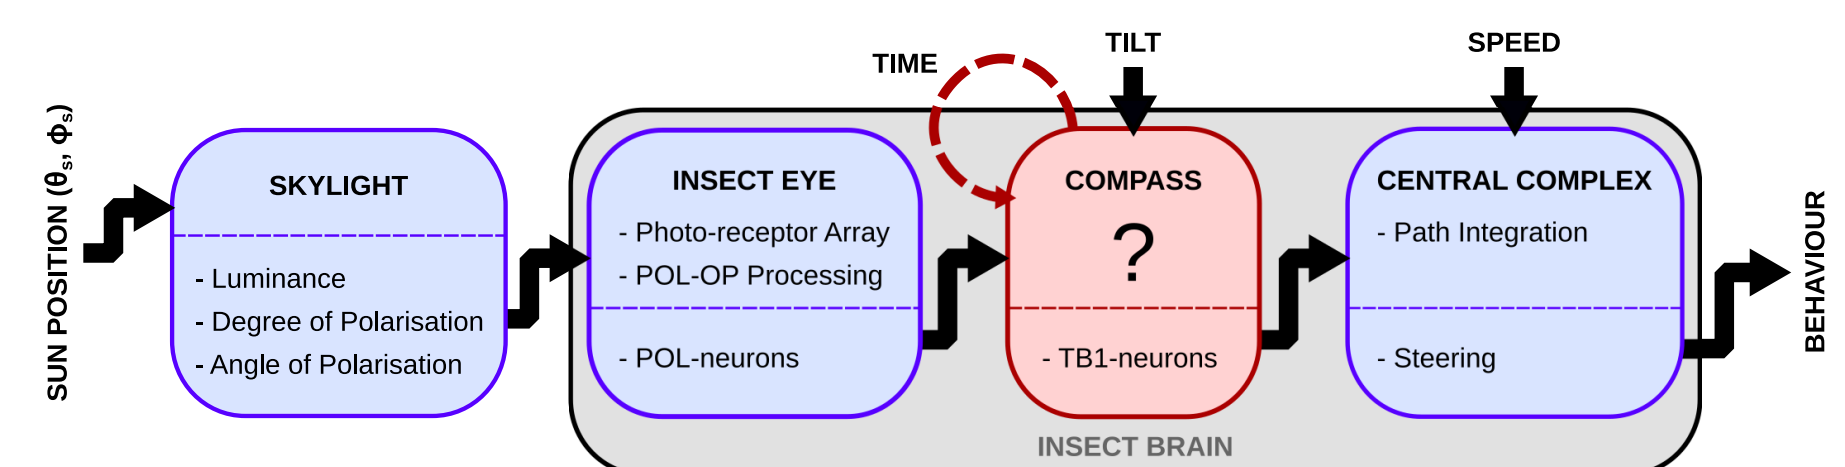 SUN POSITION (θs, ϕs)
SKYLIGHT
- Luminance
- Degree of Polarisation
- Angle of Polarisation
INSECT EYE
- Photo-receptor Array
- POL-OP Processing
- POL-neurons
TIME
TILT
COMPASS
?
- TB1-neurons
SPEED
CENTRAL COMPLEX
- Path Integration
- Steering
INSECT BRAIN
BEHAVIOUR